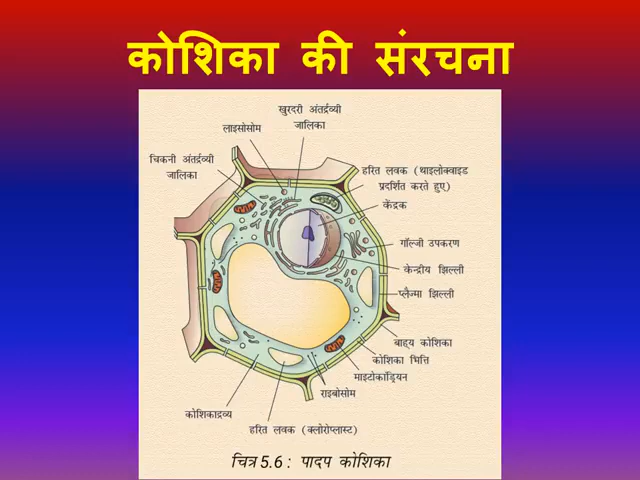 कोशिका की संरचना
खुरदरी अंतर्द्रव्यी
जालिका
लाइसोसोम
चिकनी अंतर्द्रव्यी
जालिका
हरित लवक (थाइलोक्वाइड
प्रदर्शित करते हुए)
केंद्रक
गॉल्जी उपकरण
केन्द्रीय झिल्ली
प्लैज्मा झिल्ली
बाह्य कोशिका
कोशिका भित्ति
माइटोकॉंड्रियन
राइबोसोम
कोशिकाद्रव्य
हरित लवक (क्लोरोप्लास्ट)
चित्र 5.6 : पादप कोशिका